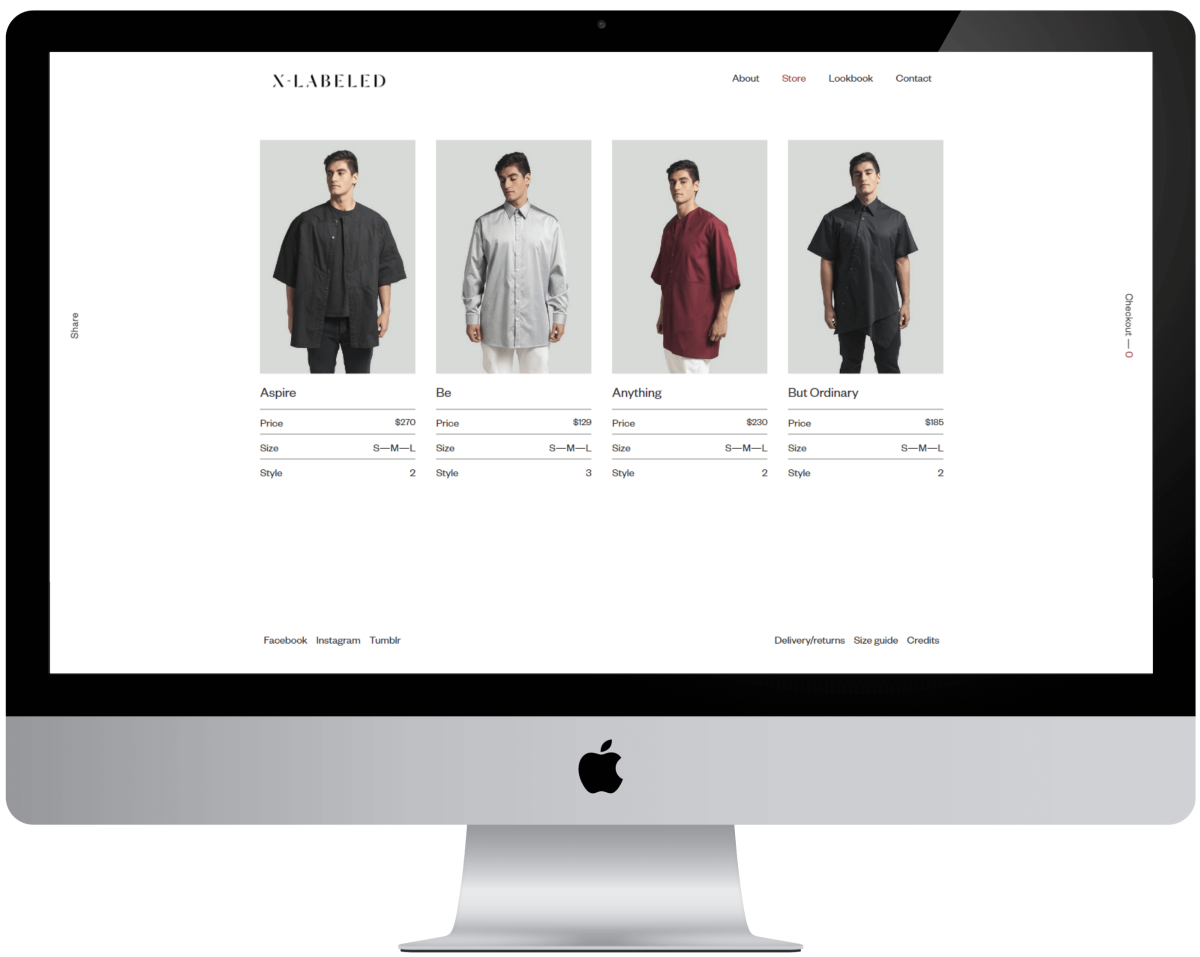 X-LABELED
About Store Lookbook Contact
Share
Checkout — 0
Aspire
Price $270
Size S—M—L
Style 2
Be
Price $129
Size S—M—L
Style 3
Anything
Price $230
Size S—M—L
Style 2
But Ordinary
Price $185
Size S—M—L
Style 2
Facebook Instagram Tumblr
Delivery/returns Size guide Credits